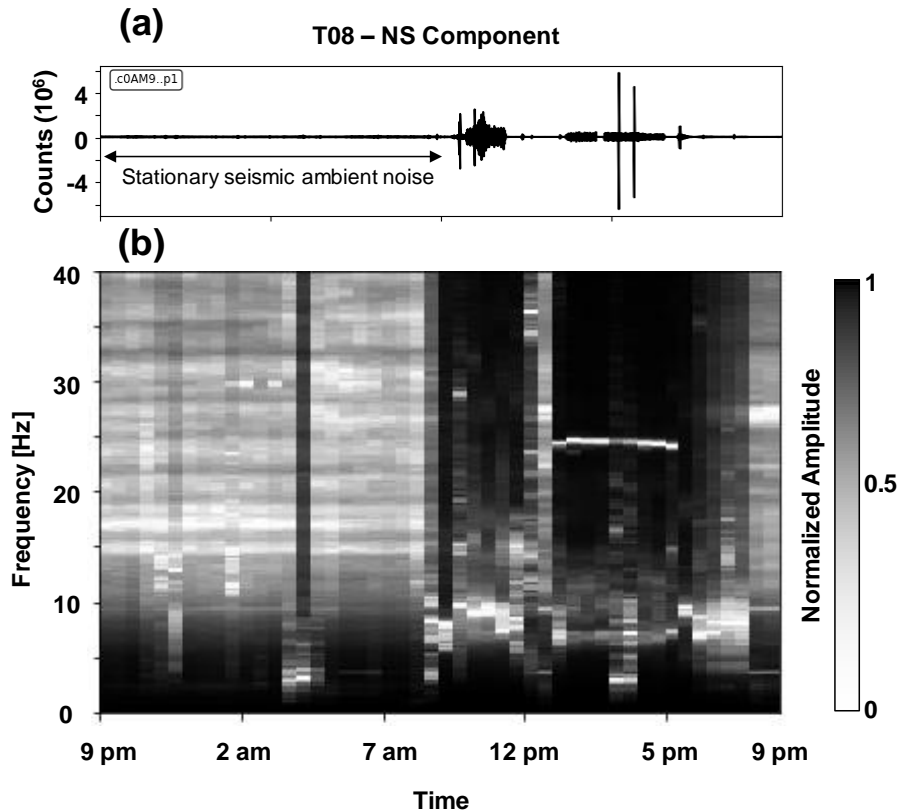 (a)
T08 – NS Component
.c0AM9..p1
Counts (10⁶)
4
0
-4
Stationary seismic ambient noise
(b)
Frequency [Hz]
40
30
20
10
0
9 pm 2 am 7 am 12 pm 5 pm 9 pm
Time
1
0.5
0
Normalized Amplitude